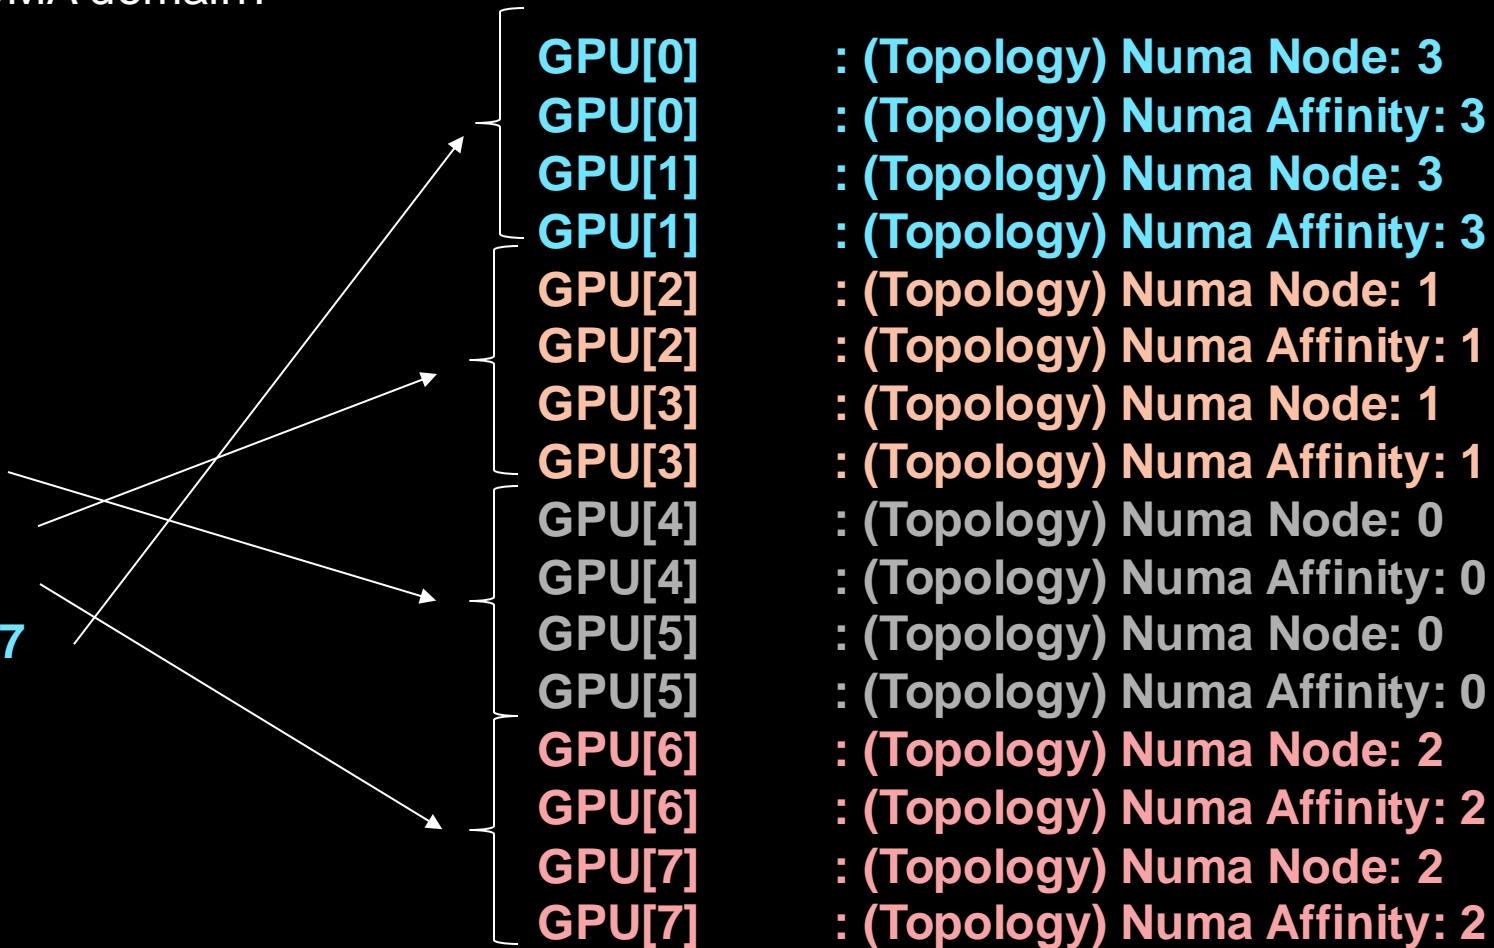 GPU[0] : (Topology) Numa Node: 3
GPU[0] : (Topology) Numa Affinity: 3
GPU[1] : (Topology) Numa Node: 3
GPU[1] : (Topology) Numa Affinity: 3
GPU[2] : (Topology) Numa Node: 1
GPU[2] : (Topology) Numa Affinity: 1
GPU[3] : (Topology) Numa Node: 1
GPU[3] : (Topology) Numa Affinity: 1
GPU[4] : (Topology) Numa Node: 0
GPU[4] : (Topology) Numa Affinity: 0
GPU[5] : (Topology) Numa Node: 0
7
GPU[5] : (Topology) Numa Affinity: 0
GPU[6] : (Topology) Numa Node: 2
GPU[6] : (Topology) Numa Affinity: 2
GPU[7] : (Topology) Numa Node: 2
GPU[7] : (Topology) Numa Affinity: 2